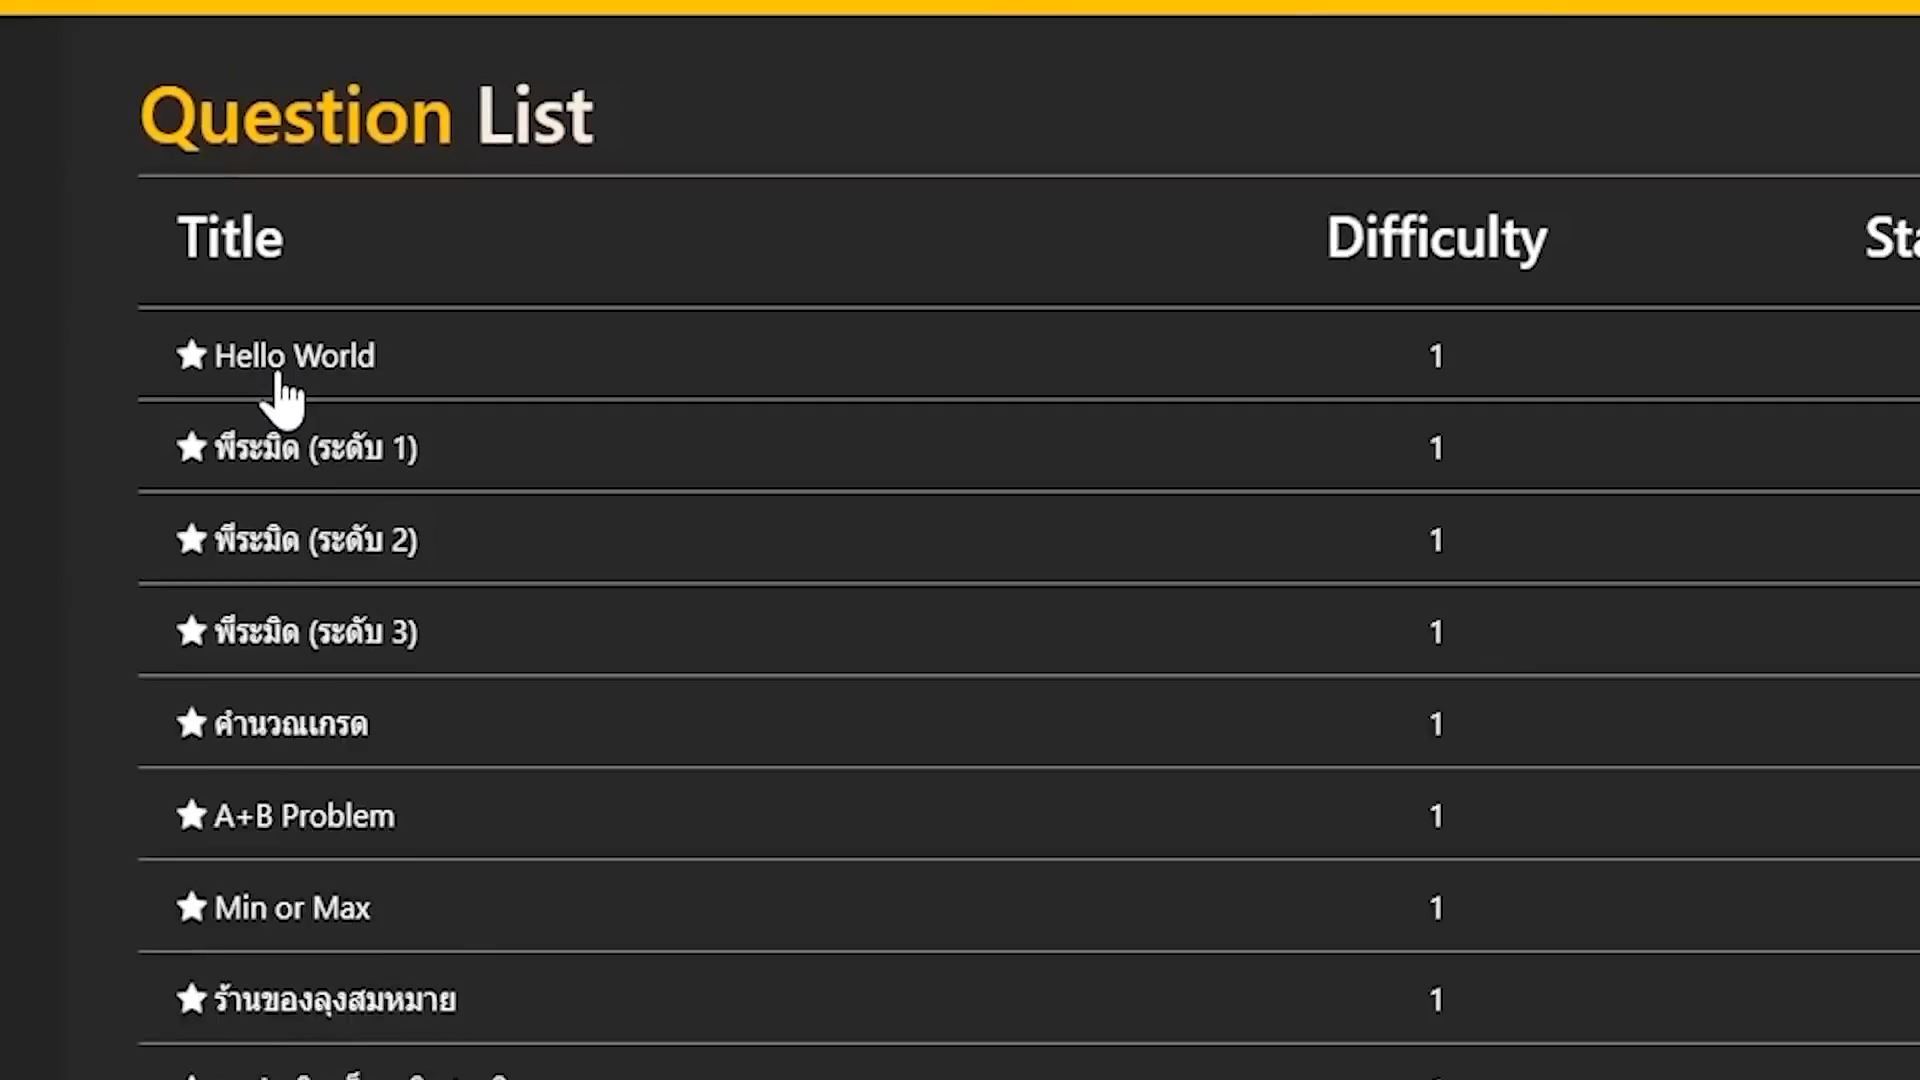 Question List
Title Difficulty
Hello World 1
พีระมิด (ระดับ 1) 1
พีระมิด (ระดับ 2) 1
พีระมิด (ระดับ 3) 1
คำนวณเกรด 1
A+B Problem 1
Min or Max 1
ร้านของลุงสมหมาย 1